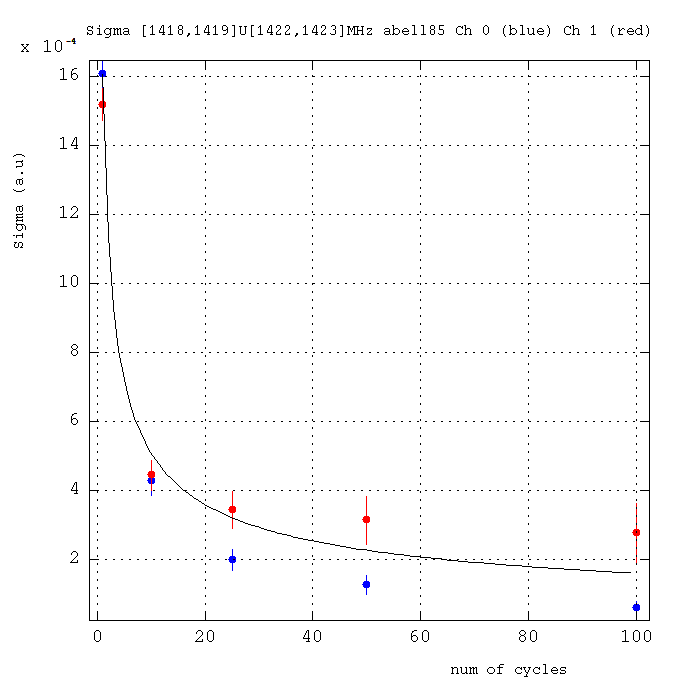 Sigma [1418,1419]U[1422,1423]MHz abell85 Ch 0 (blue) Ch 1 (red)
x 10⁻⁴
16
14
12
10
8
6
4
2
Sigma (a.u)
0 20 40 60 80 100
num of cycles